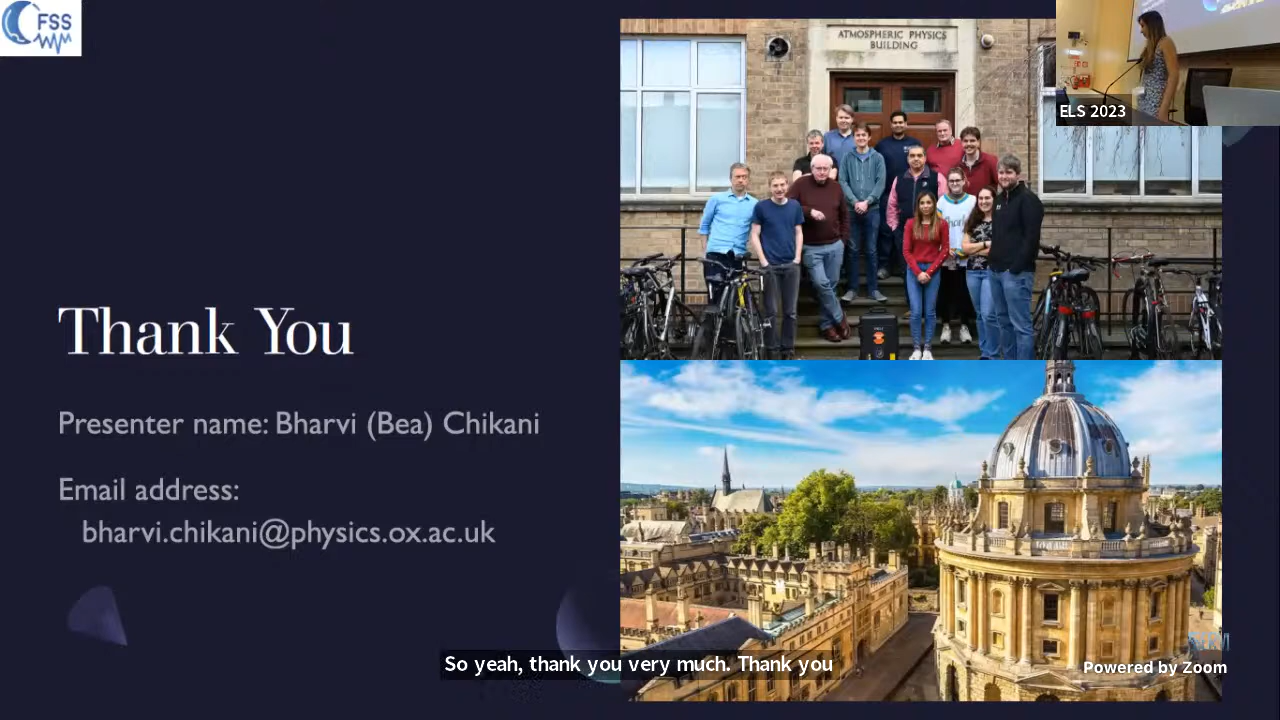 FSS
ATMOSPHERIC PHYSICS
BUILDING
ELS 2023
Thank You
Presenter name: Bharvi (Bea) Chikani
Email address:
bharvi.chikani@physics.ox.ac.uk
So yeah, thank you very much. Thank you
Powered by Zoom